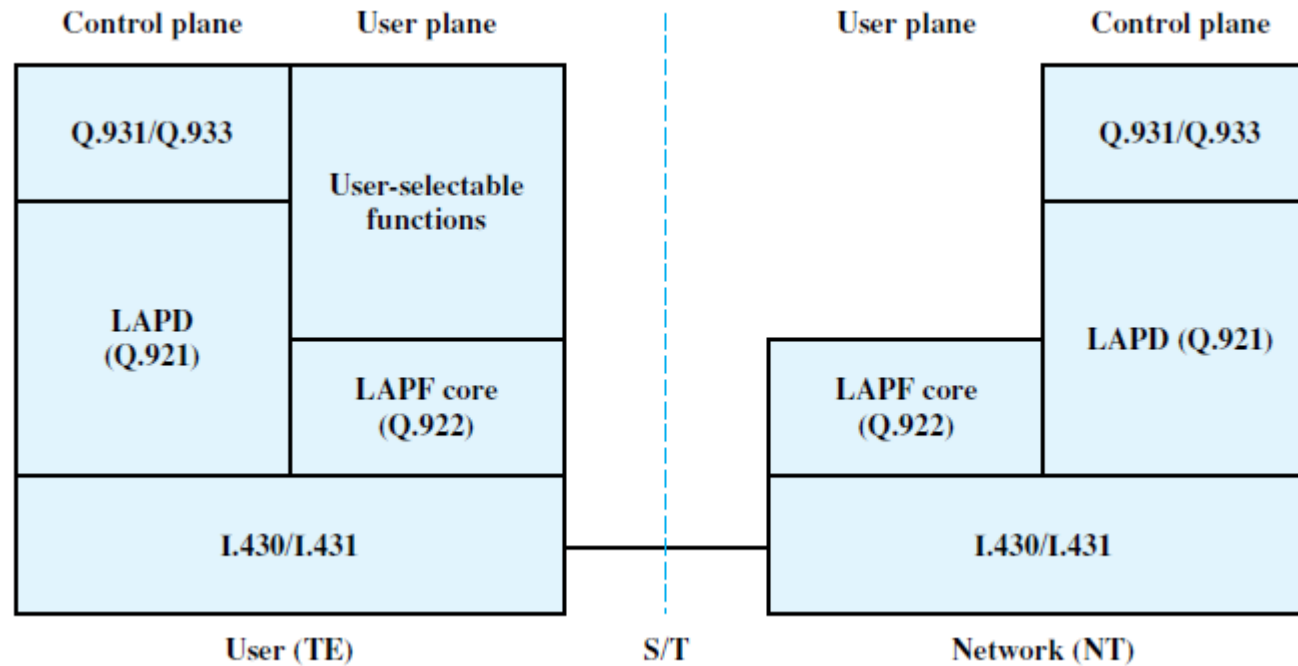 Control plane
User plane
User plane
Control plane
Q.931/Q.933
User-selectable
functions
LAPD
(Q.921)
LAPF core
(Q.922)
I.430/I.431
Q.931/Q.933
LAPD (Q.921)
LAPF core
(Q.922)
I.430/I.431
User (TE)
S/T
Network (NT)